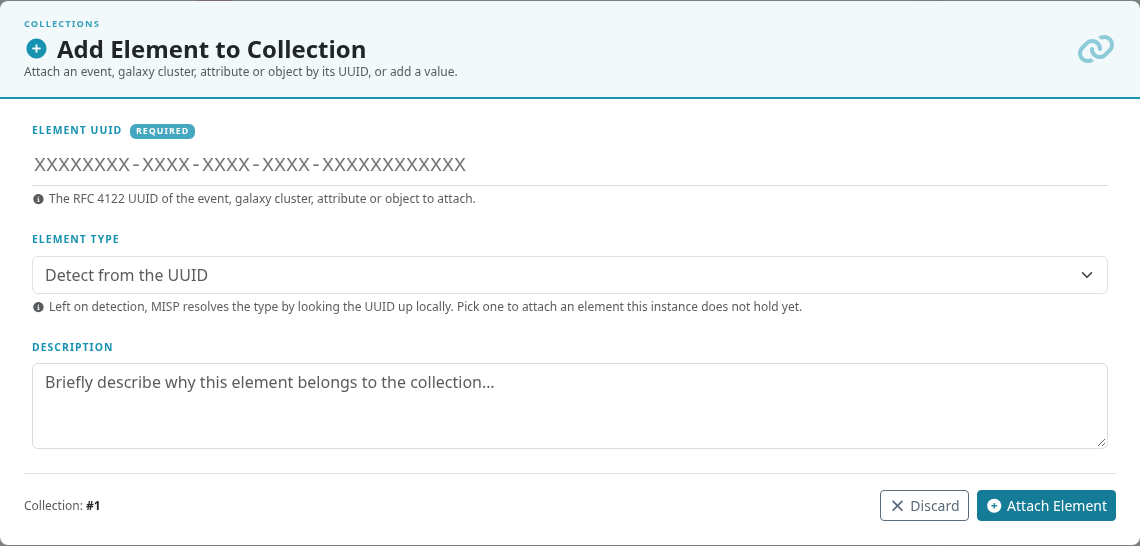 COLLECTIONS
Add Element to Collection
Attach an event, galaxy cluster, attribute or object by its UUID, or add a value.
ELEMENT UUID REQUIRED
XXXXXXXX-XXXX-XXXX-XXXX-XXXXXXXXXXXX
The RFC 4122 UUID of the event, galaxy cluster, attribute or object to attach.
ELEMENT TYPE
Detect from the UUID
Left on detection, MISP resolves the type by looking the UUID up locally. Pick one to attach an element this instance does not hold yet.
DESCRIPTION
Briefly describe why this element belongs to the collection...
Collection: #1
Discard
Attach Element